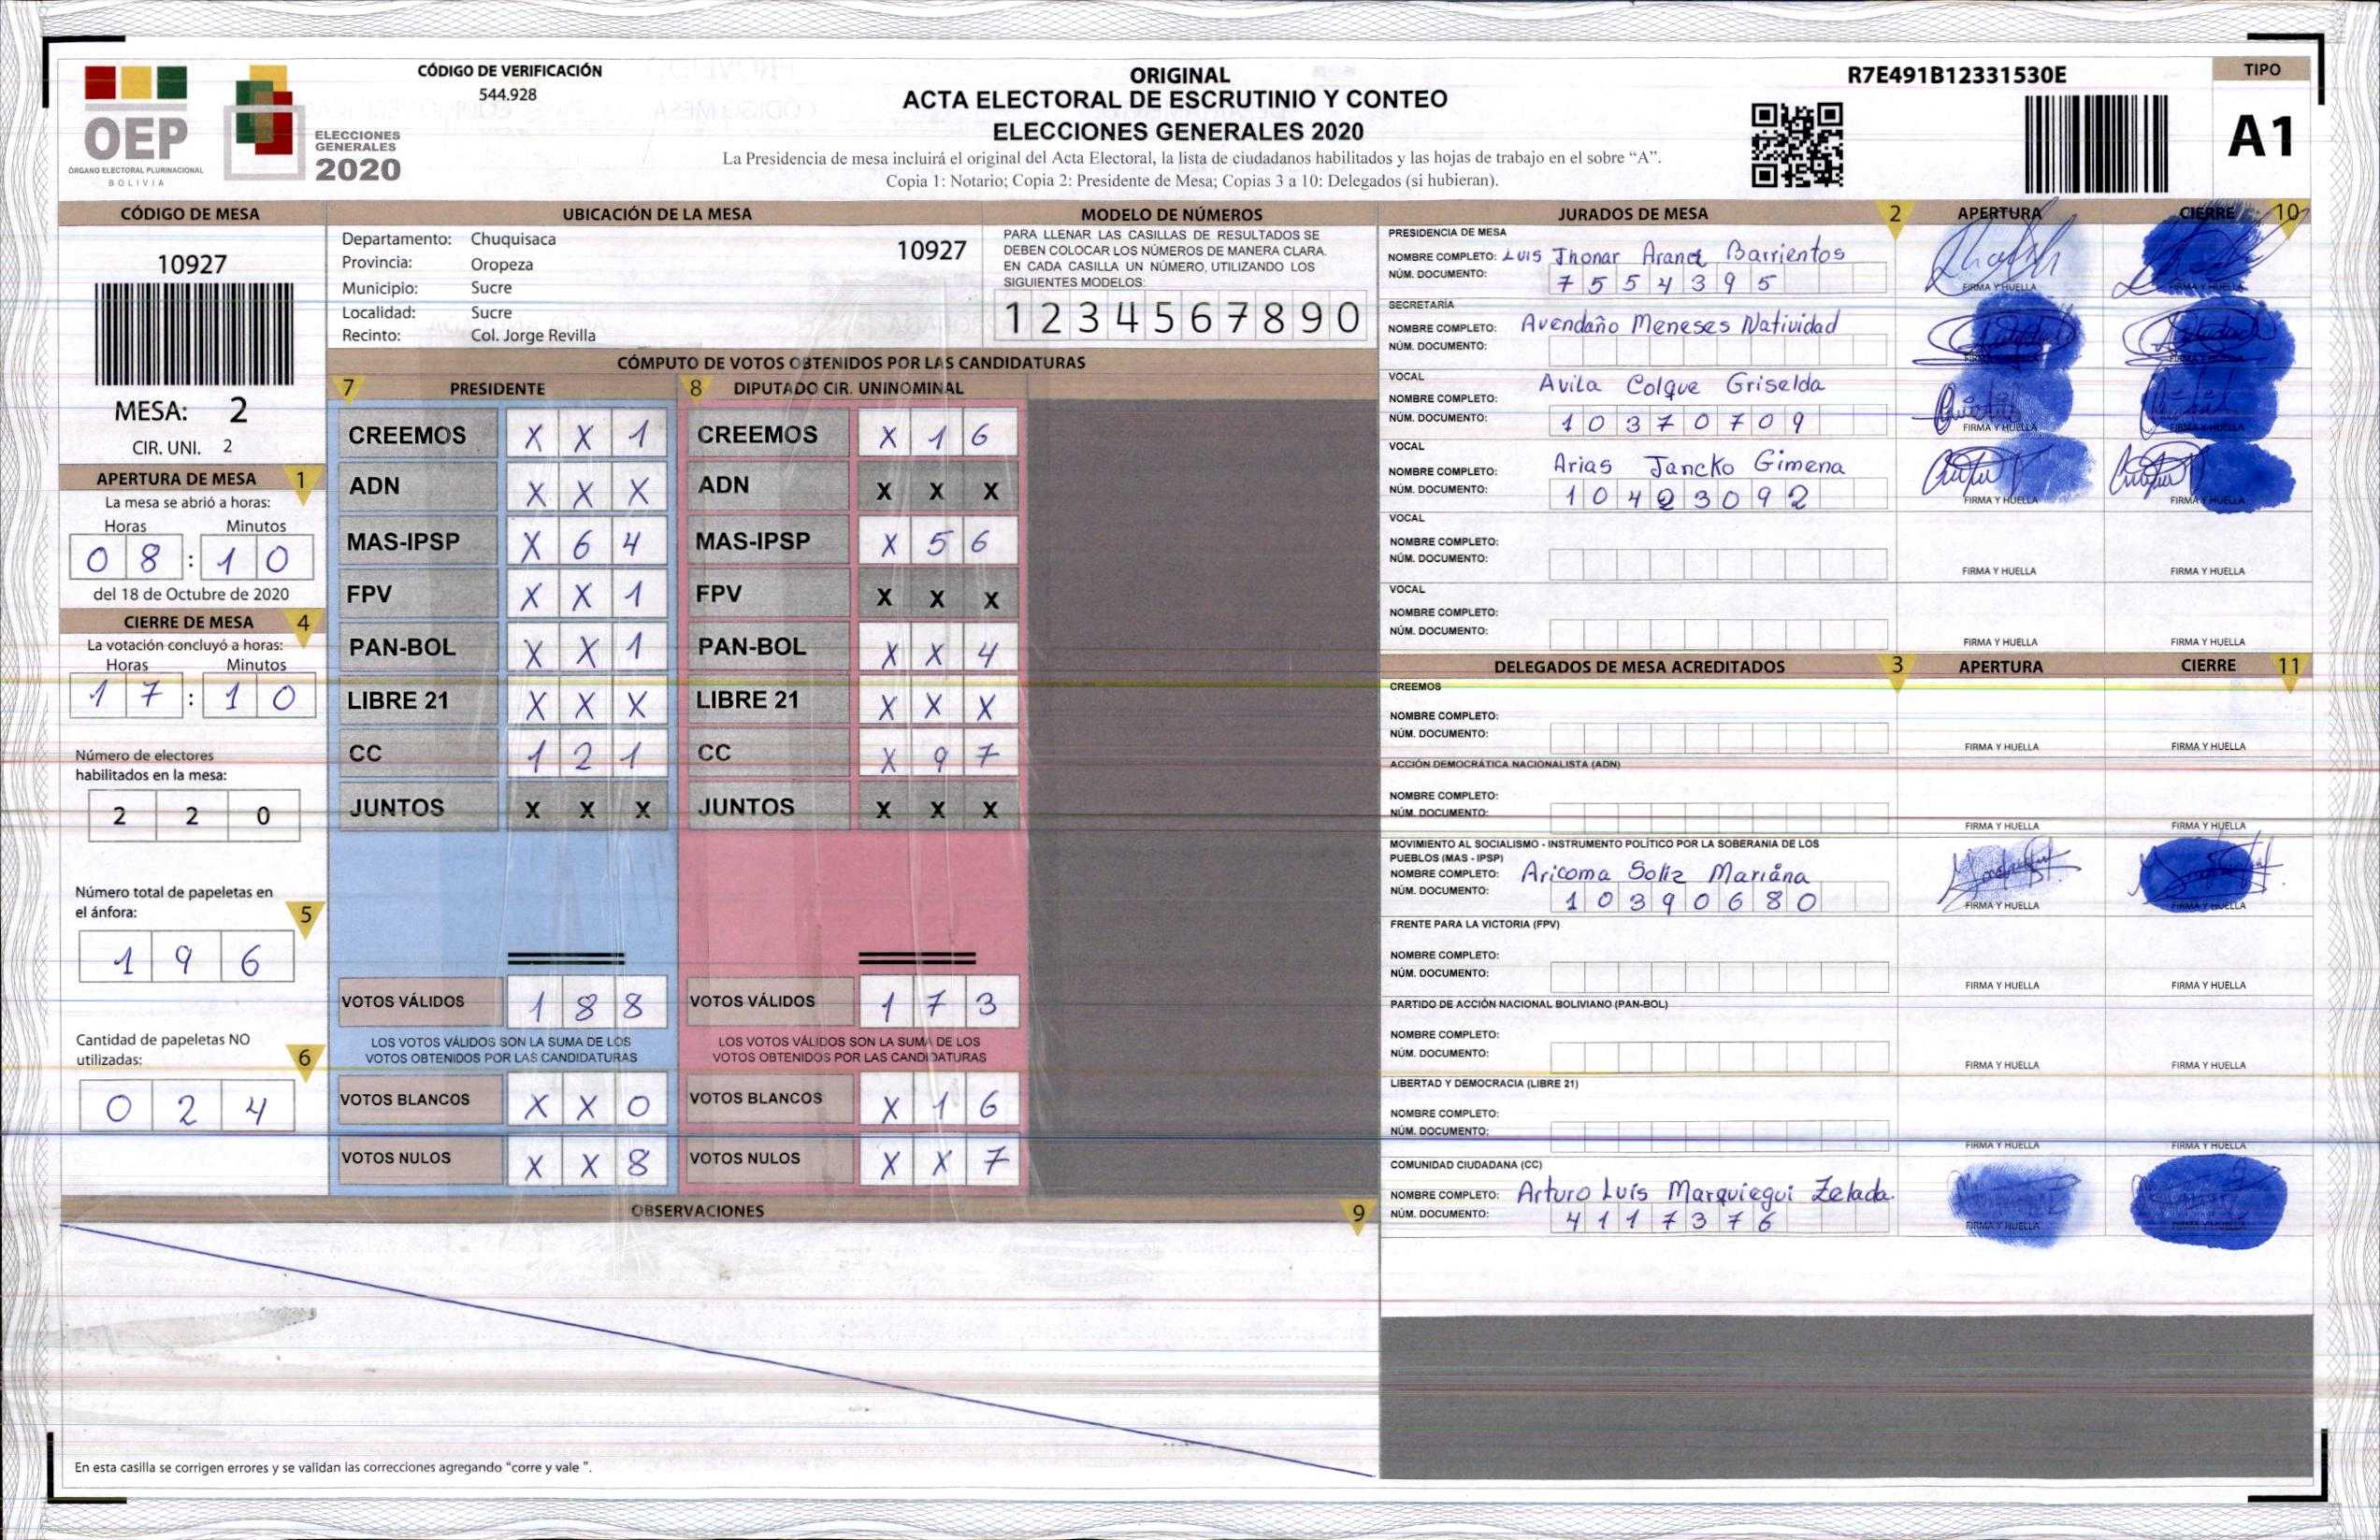 OEP
ÓRGANO ELECTORAL PLURINACIONAL
BOLIVIA
ELECCIONES
GENERALES
2020
CÓDIGO DE VERIFICACIÓN
544.928
ORIGINAL
ACTA ELECTORAL DE ESCRUTINIO Y CONTEO
ELECCIONES GENERALES 2020
La Presidencia de mesa incluirá el original del Acta Electoral, la lista de ciudadanos habilitados y las hojas de trabajo en el sobre “A”.
Copia 1: Notario; Copia 2: Presidente de Mesa; Copias 3 a 10: Delegados (si hubieran).
R7E491B12331530E
TIPO
A1
CÓDIGO DE MESA
10927
MESA: 2
CIR. UNI. 2
APERTURA DE MESA 1
La mesa se abrió a horas:
Horas Minutos
0 8 : 1 0
del 18 de Octubre de 2020
CIERRE DE MESA 4
La votación concluyó a horas:
Horas Minutos
1 7 : 1 0
Número de electores
habilitados en la mesa:
2 2 0
Número total de papeletas en
el ánfora: 5
1 9 6
Cantidad de papeletas NO
utilizadas: 6
0 2 4
UBICACIÓN DE LA MESA
Departamento: Chuquisaca 10927
Provincia: Oropeza
Municipio: Sucre
Localidad: Sucre
Recinto: Col. Jorge Revilla
MODELO DE NÚMEROS
PARA LLENAR LAS CASILLAS DE RESULTADOS SE
DEBEN COLOCAR LOS NÚMEROS DE MANERA CLARA.
EN CADA CASILLA UN NÚMERO, UTILIZANDO LOS
SIGUIENTES MODELOS:
1 2 3 4 5 6 7 8 9 0
CÓMPUTO DE VOTOS OBTENIDOS POR LAS CANDIDATURAS
7 PRESIDENTE 8 DIPUTADO CIR. UNINOMINAL
CREEMOS X X 1 CREEMOS X 1 6
ADN X X X ADN X X X
MAS-IPSP X 6 4 MAS-IPSP X 5 6
FPV X X 1 FPV X X X
PAN-BOL X X 1 PAN-BOL X X 4
LIBRE 21 X X X LIBRE 21 X X X
CC 1 2 1 CC X 9 7
JUNTOS X X X JUNTOS X X X
VOTOS VÁLIDOS 1 8 8 VOTOS VÁLIDOS 1 7 3
LOS VOTOS VÁLIDOS SON LA SUMA DE LOS LOS VOTOS VÁLIDOS SON LA SUMA DE LOS
VOTOS OBTENIDOS POR LAS CANDIDATURAS VOTOS OBTENIDOS POR LAS CANDIDATURAS
VOTOS BLANCOS X X 0 VOTOS BLANCOS X 1 6
VOTOS NULOS X X 8 VOTOS NULOS X X 7
OBSERVACIONES 9
En esta casilla se corrigen errores y se validan las correcciones agregando “corre y vale ”.
JURADOS DE MESA 2 APERTURA CIERRE 10
PRESIDENCIA DE MESA
NOMBRE COMPLETO: Luis Jhonar Barrientos
NÚM. DOCUMENTO: 7 5 5 4 3 9 5
FIRMA Y HUELLA FIRMA Y HUELLA
SECRETARÍA
NOMBRE COMPLETO: Avendaño Meneses Natividad
NÚM. DOCUMENTO:
FIRMA Y HUELLA FIRMA Y HUELLA
VOCAL
NOMBRE COMPLETO: Avila Colque Griselda
NÚM. DOCUMENTO: 1 0 3 7 0 7 0 9
FIRMA Y HUELLA FIRMA Y HUELLA
VOCAL
NOMBRE COMPLETO: Arias Jancko Gimena
NÚM. DOCUMENTO: 1 0 4 2 3 0 9 2
FIRMA Y HUELLA FIRMA Y HUELLA
VOCAL
NOMBRE COMPLETO:
NÚM. DOCUMENTO:
FIRMA Y HUELLA FIRMA Y HUELLA
VOCAL
NOMBRE COMPLETO:
NÚM. DOCUMENTO:
FIRMA Y HUELLA FIRMA Y HUELLA
DELEGADOS DE MESA ACREDITADOS 3 APERTURA CIERRE 11
CREEMOS
NOMBRE COMPLETO:
NÚM. DOCUMENTO:
FIRMA Y HUELLA FIRMA Y HUELLA
ACCIÓN DEMOCRÁTICA NACIONALISTA (ADN)
NOMBRE COMPLETO:
NÚM. DOCUMENTO:
FIRMA Y HUELLA FIRMA Y HUELLA
MOVIMIENTO AL SOCIALISMO - INSTRUMENTO POLÍTICO POR LA SOBERANIA DE LOS
PUEBLOS (MAS - IPSP)
NOMBRE COMPLETO: Aricoma Soliz Mariana
NÚM. DOCUMENTO: 1 0 3 9 0 6 8 0
FIRMA Y HUELLA FIRMA Y HUELLA
FRENTE PARA LA VICTORIA (FPV)
NOMBRE COMPLETO:
NÚM. DOCUMENTO:
FIRMA Y HUELLA FIRMA Y HUELLA
PARTIDO DE ACCIÓN NACIONAL BOLIVIANO (PAN-BOL)
NOMBRE COMPLETO:
NÚM. DOCUMENTO:
FIRMA Y HUELLA FIRMA Y HUELLA
LIBERTAD Y DEMOCRACIA (LIBRE 21)
NOMBRE COMPLETO:
NÚM. DOCUMENTO:
FIRMA Y HUELLA FIRMA Y HUELLA
COMUNIDAD CIUDADANA (CC)
NOMBRE COMPLETO: Arturo Luis Marquiegui Zelada.
NÚM. DOCUMENTO: 4 1 1 7 3 7 6
FIRMA Y HUELLA FIRMA Y HUELLA